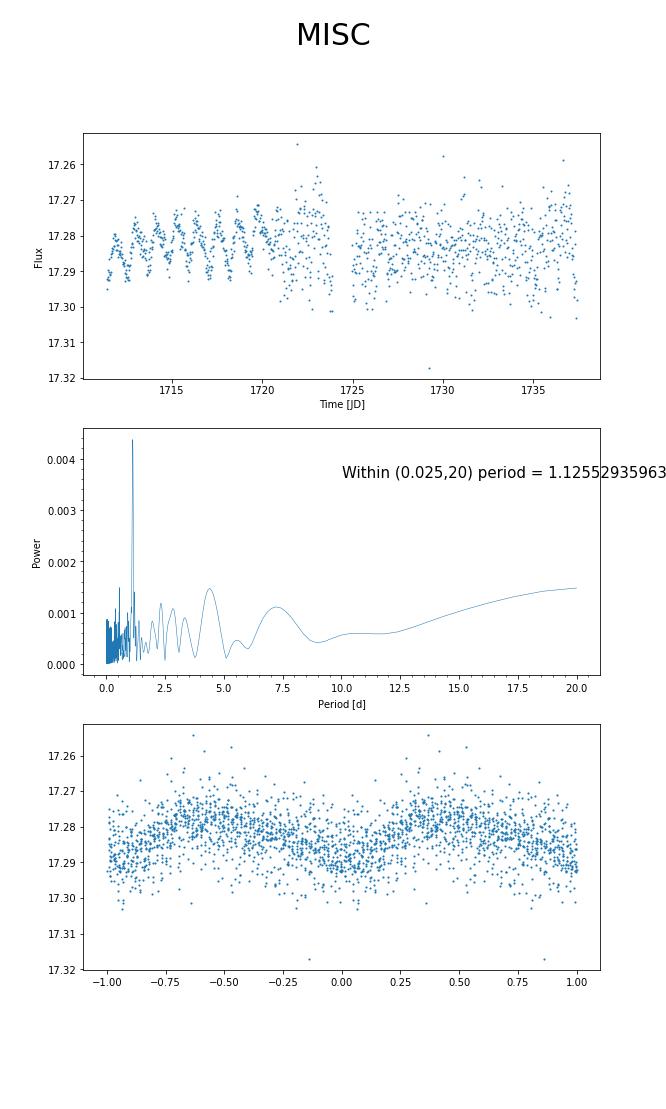 MISC
17.26
17.27
17.28
17.29
17.30
17.31
17.32
Flux
1715 1720 1725 1730 1735
Time [JD]
Within (0.025,20) period = 1.12552935963
0.004
0.003
0.002
0.001
0.000
Power
0.0 2.5 5.0 7.5 10.0 12.5 15.0 17.5 20.0
Period [d]
17.26
17.27
17.28
17.29
17.30
17.31
17.32
−1.00 −0.75 −0.50 −0.25 0.00 0.25 0.50 0.75 1.00